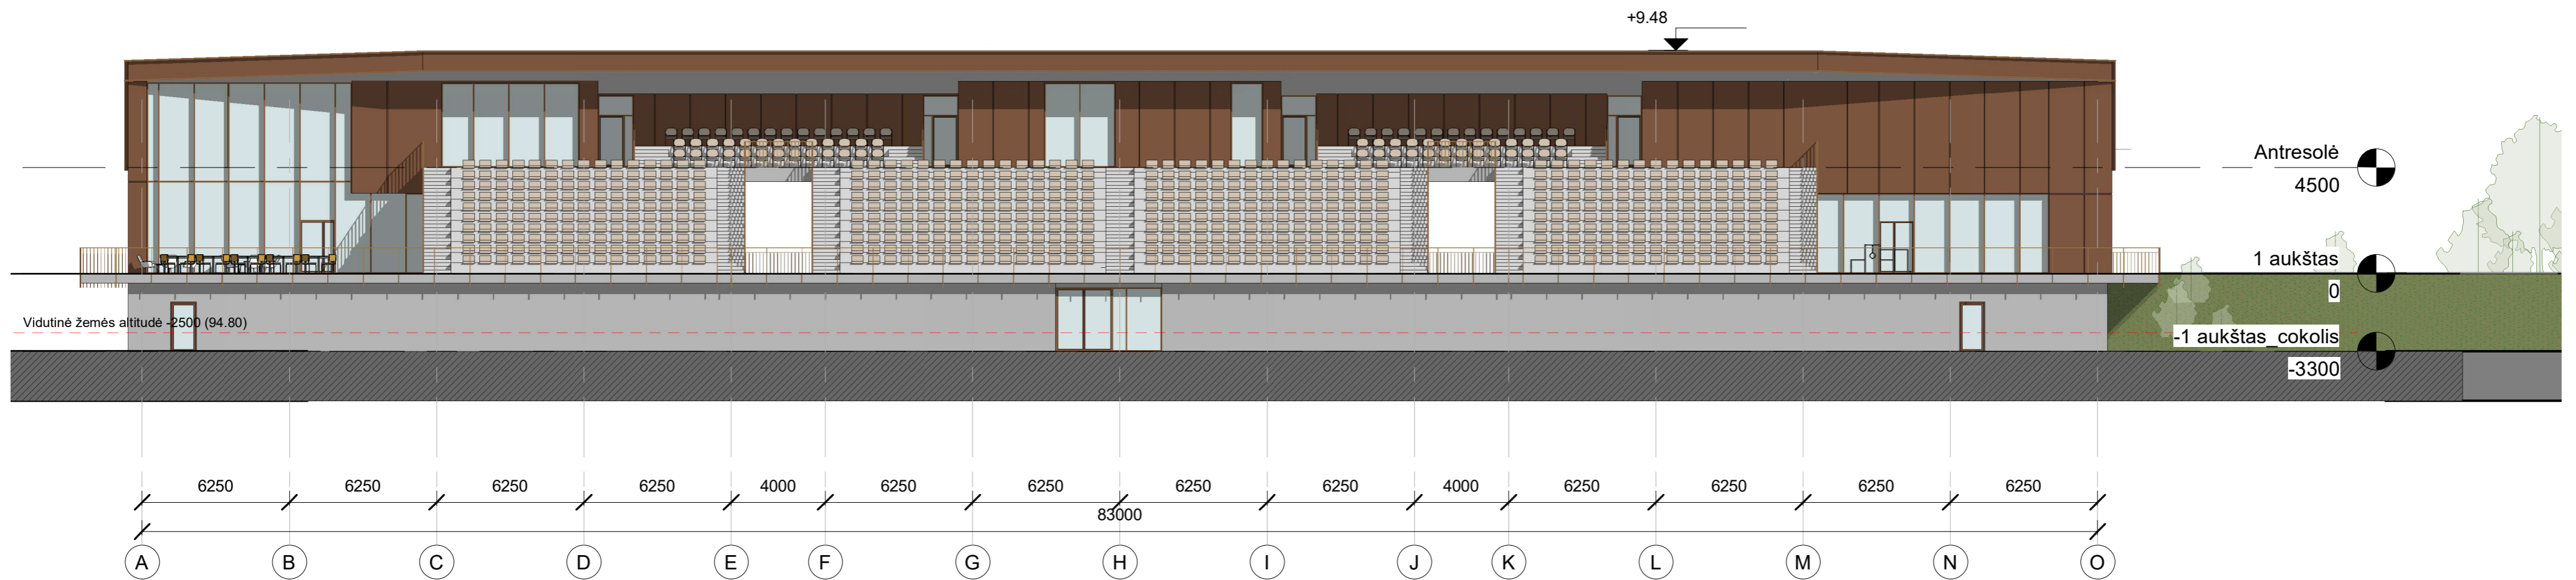 +9.48
Antresolė
4500
1 aukštas
0
Vidutinė žemės altitudė -2500 (94.80)
-1 aukštas_cokolis
-3300
6250 6250 6250 6250 4000 6250 6250 6250 6250 4000 6250 6250 6250 6250
83000
A B C D E F G H I J K L M N O